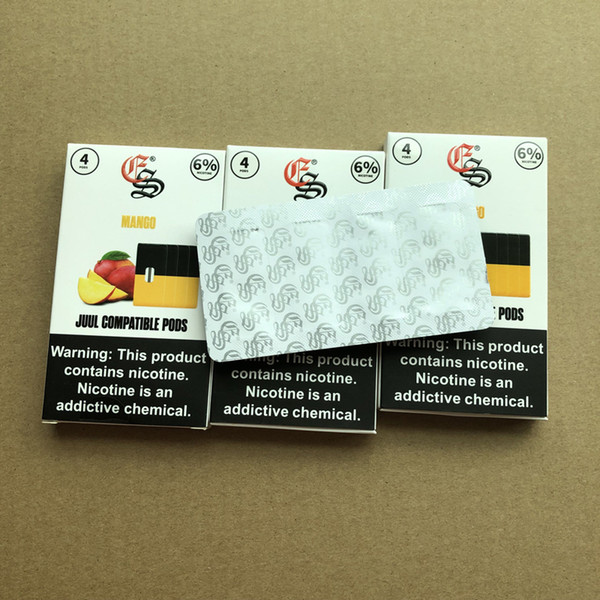 4
PODS
ES®
6%
NICOTINE
MANGO
JUUL COMPATIBLE PODS
Warning: This product
contains nicotine.
Nicotine is an
addictive chemical.
4
PODS
ES®
6%
NICOTINE
Warning: This product
contains nicotine.
Nicotine is an
addictive chemical.
4
PODS
ES®
6%
NICOTINE
GO
PODS
Warning: This product
contains nicotine.
Nicotine is an
addictive chemical.